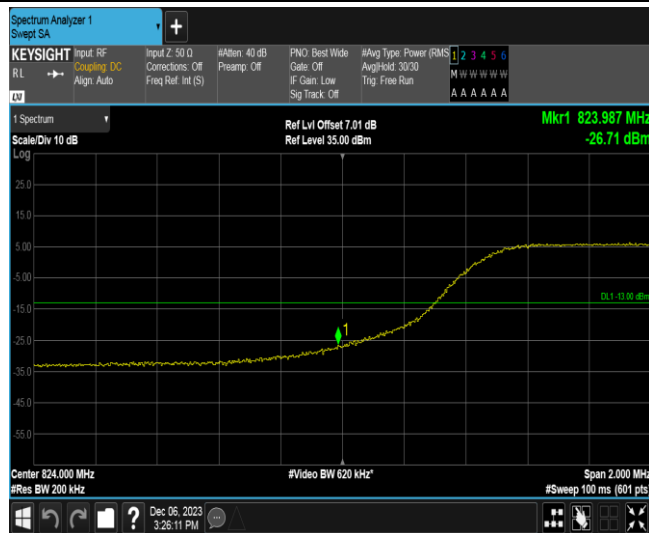 Spectrum Analyzer 1
Swept SA
+
KEYSIGHT
RL
Input: RF
Coupling: DC
Align: Auto
Input Z: 50 Ω
Corrections: Off
Freq Ref: Int (S)
#Atten: 40 dB
Preamp: Off
PNO: Best Wide
Gate: Off
IF Gain: Low
Sig Track: Off
#Avg Type: Power (RMS
Avg|Hold: 30/30
Trig: Free Run
1 2 3 4 5 6
M W W W W W
A A A A A A
1 Spectrum
Scale/Div 10 dB
Log
Ref Lvl Offset 7.01 dB
Ref Level 35.00 dBm
Mkr1 823.987 MHz
-26.71 dBm
25.0
15.0
5.00
-5.00
-15.0
-25.0
-35.0
-45.0
-55.0
DL1 -13.00 dBm
1
Center 824.000 MHz
#Res BW 200 kHz
#Video BW 620 kHz*
Span 2.000 MHz
#Sweep 100 ms (601 pts)
?
Dec 06, 2023
3:26:11 PM